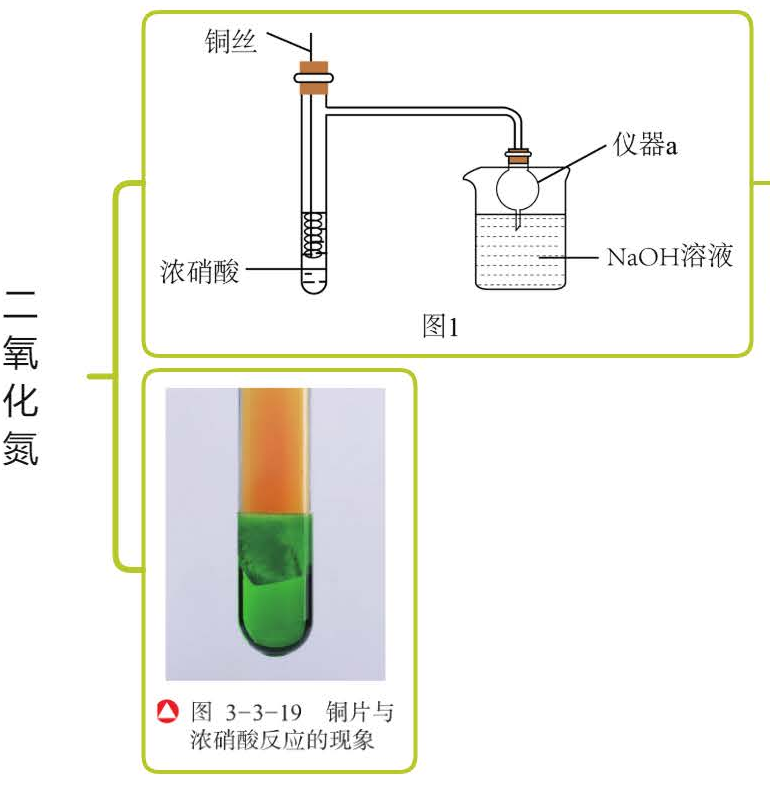 二氧化氮
铜丝
仪器a
浓硝酸
NaOH溶液
图1
图 3-3-19 铜片与
浓硝酸反应的现象